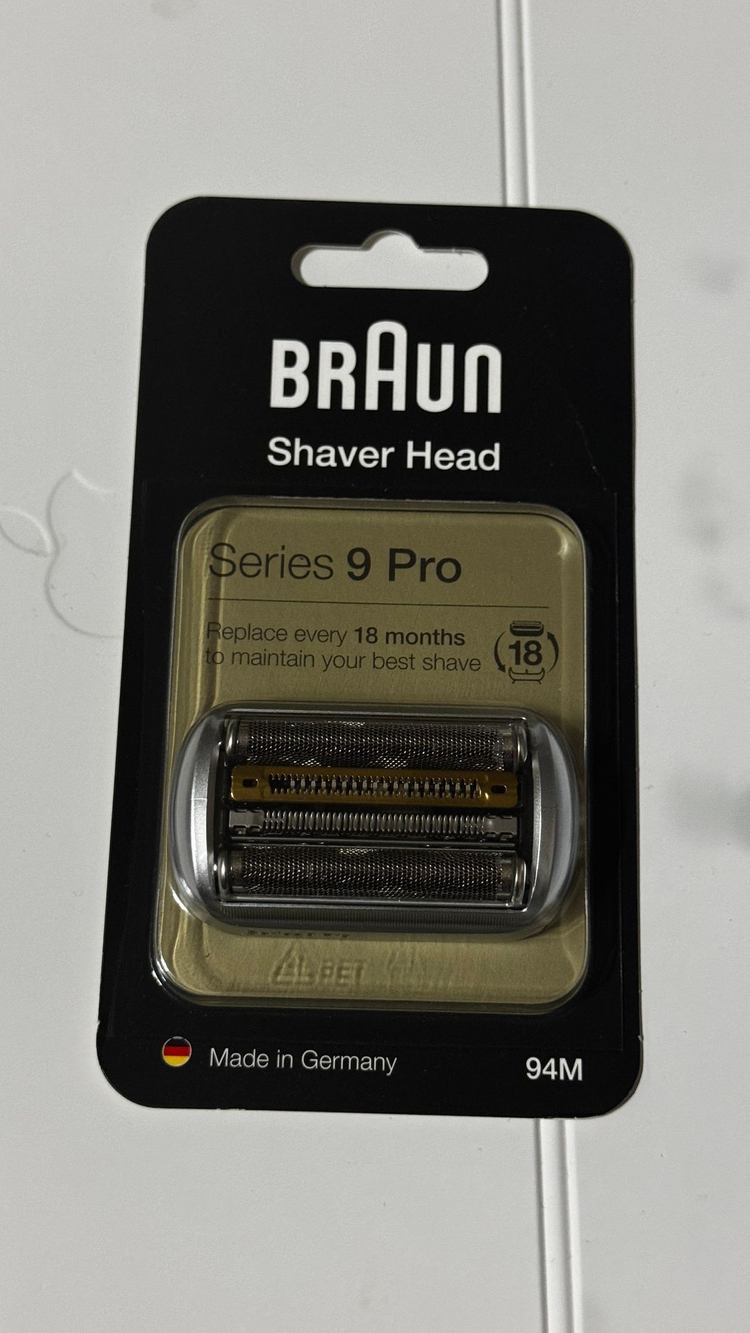 BRAUN
Shaver Head
Series 9 Pro
Replace every 18 months
to maintain your best shave
18
Made in Germany
94M